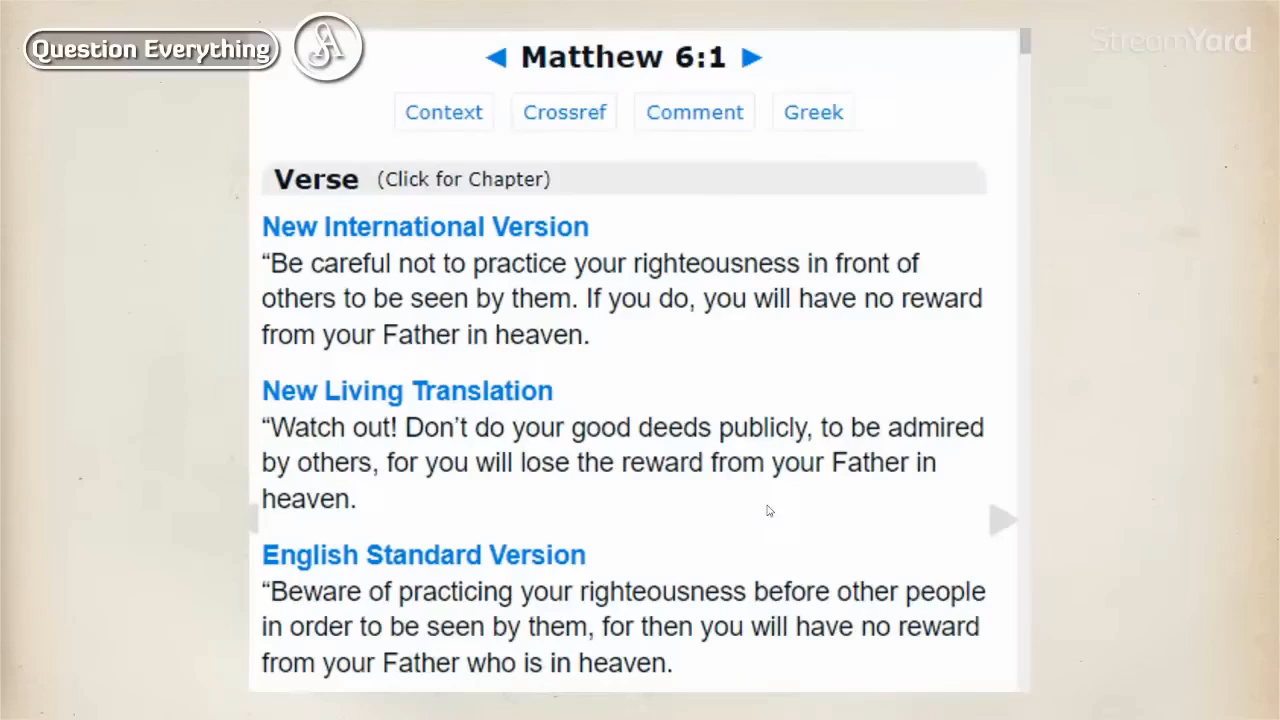 Question Everything
StreamYard
Matthew 6:1
Context Crossref Comment Greek
Verse (Click for Chapter)
New International Version
“Be careful not to practice your righteousness in front of
others to be seen by them. If you do, you will have no reward
from your Father in heaven.
New Living Translation
“Watch out! Don’t do your good deeds publicly, to be admired
by others, for you will lose the reward from your Father in
heaven.
English Standard Version
“Beware of practicing your righteousness before other people
in order to be seen by them, for then you will have no reward
from your Father who is in heaven.